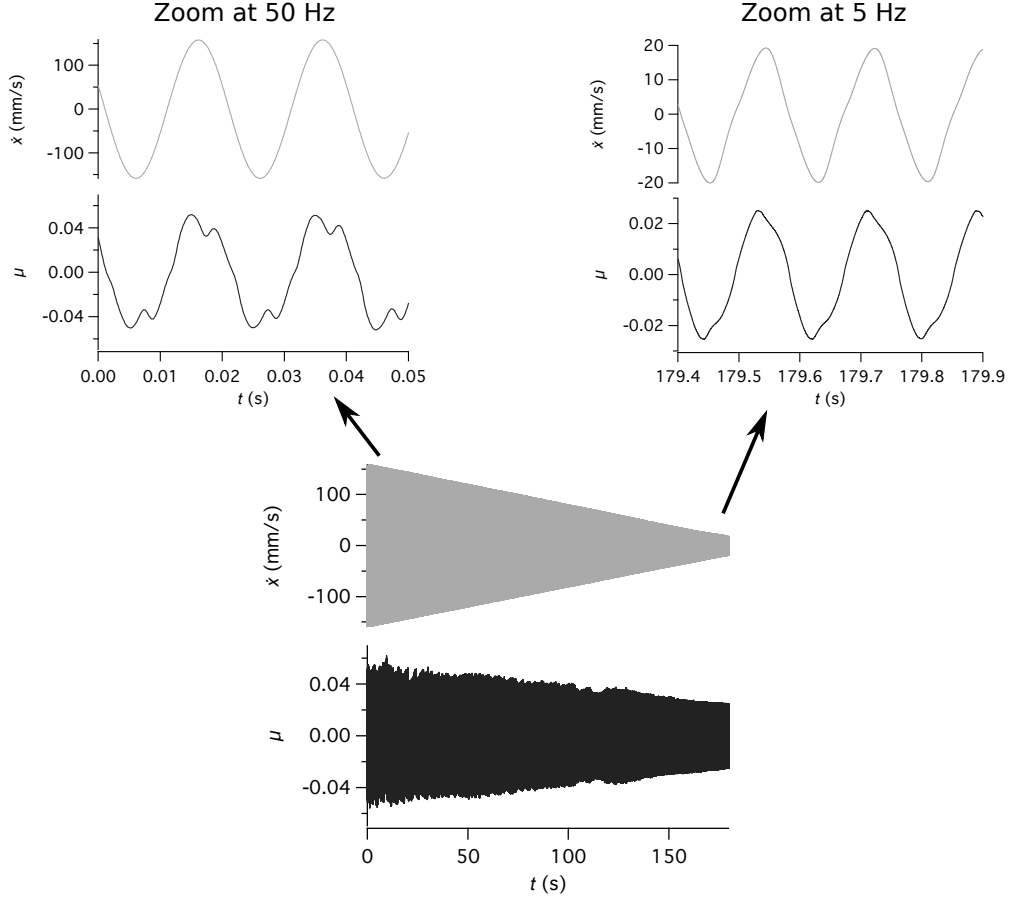 Zoom at 50 Hz
Zoom at 5 Hz
100
0
-100
ẋ (mm/s)
0.04
0.00
-0.04
μ
0.00 0.01 0.02 0.03 0.04 0.05
t (s)
20
10
0
-10
-20
ẋ (mm/s)
0.02
0.00
-0.02
μ
179.4 179.5 179.6 179.7 179.8 179.9
t (s)
100
0
-100
ẋ (mm/s)
0.04
0.00
-0.04
μ
0 50 100 150
t (s)